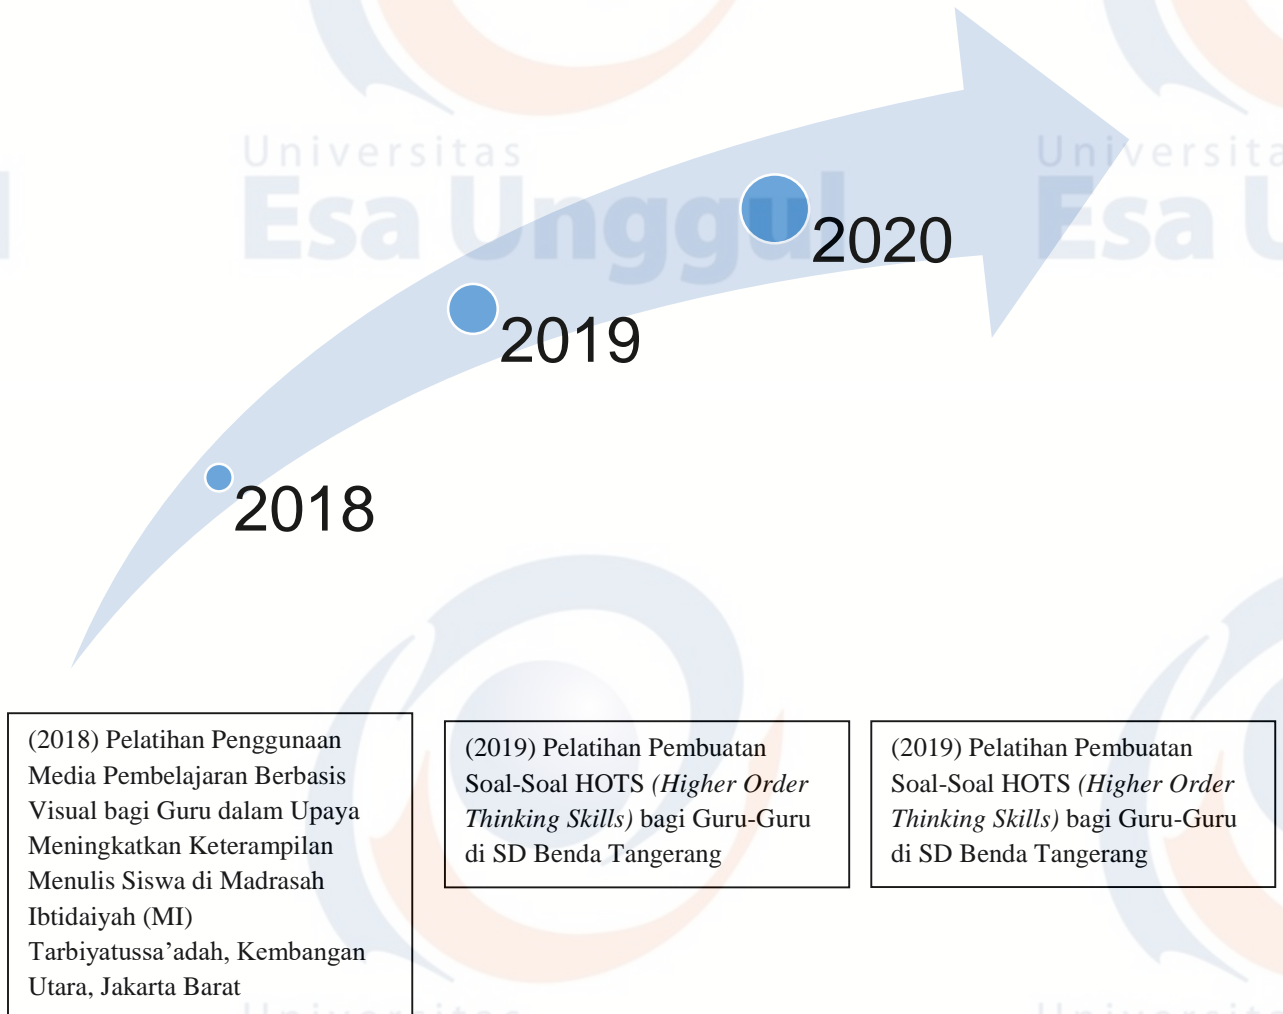 Universitas
Esa Unggul
2020
2019
2018
(2018) Pelatihan Penggunaan
Media Pembelajaran Berbasis
Visual bagi Guru dalam Upaya
Meningkatkan Keterampilan
Menulis Siswa di Madrasah
Ibtidaiyah (MI)
Tarbiyatussa’adah, Kembangan
Utara, Jakarta Barat
(2019) Pelatihan Pembuatan
Soal-Soal HOTS (Higher Order
Thinking Skills) bagi Guru-Guru
di SD Benda Tangerang
(2019) Pelatihan Pembuatan
Soal-Soal HOTS (Higher Order
Thinking Skills) bagi Guru-Guru
di SD Benda Tangerang